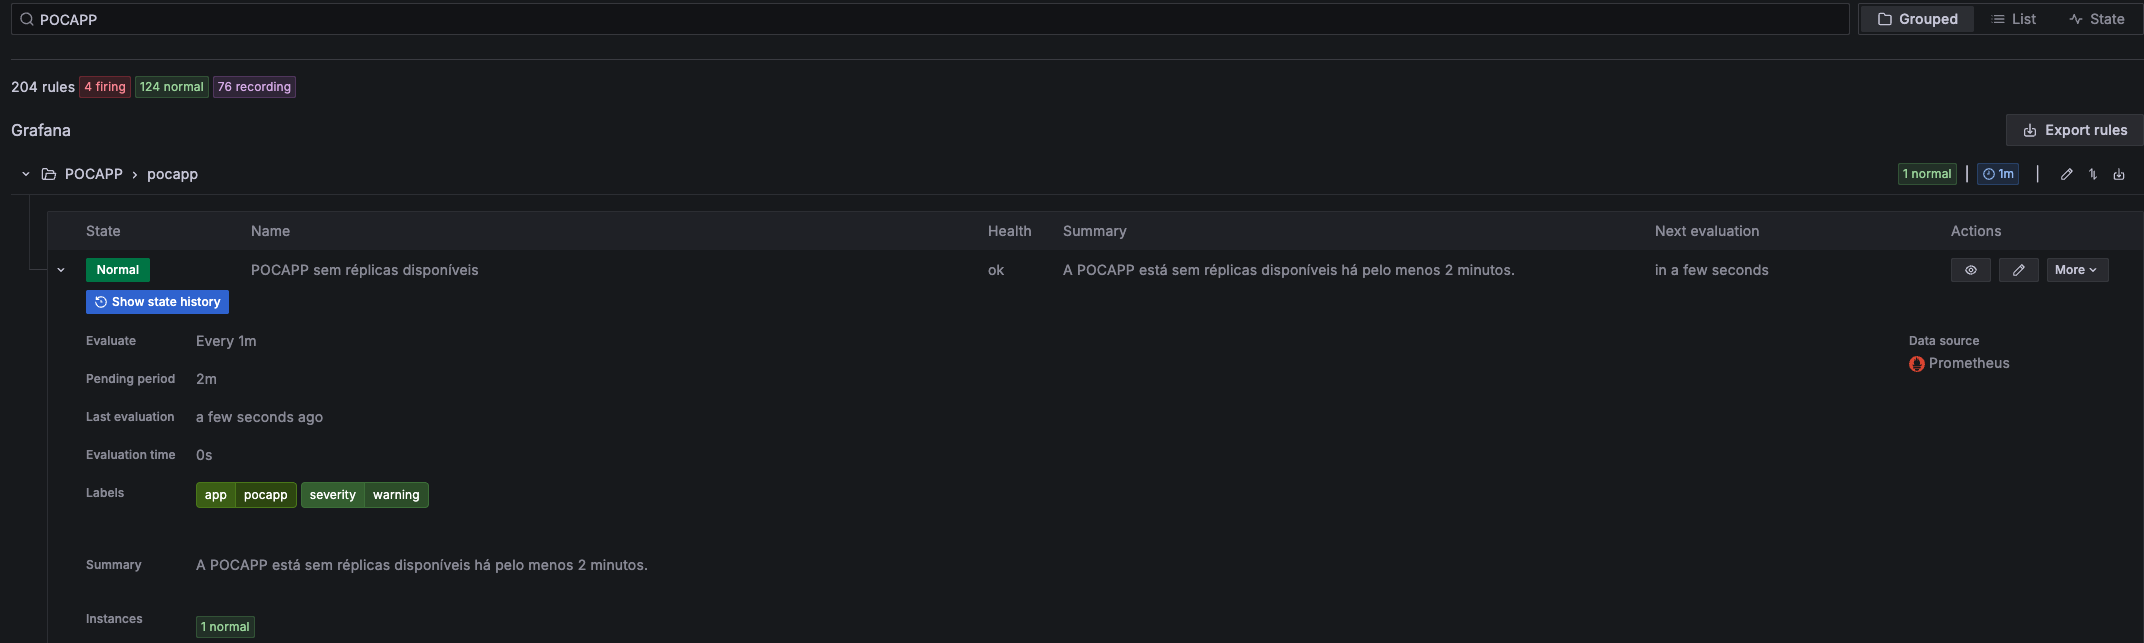 POCAPP
Grouped List State
204 rules 4 firing 124 normal 76 recording
Grafana
Export rules
POCAPP > pocapp
1 normal | 1m |
State Name Health Summary Next evaluation Actions
Normal POCAPP sem réplicas disponíveis ok A POCAPP está sem réplicas disponíveis há pelo menos 2 minutos. in a few seconds More
Show state history
Evaluate Every 1m
Data source
Prometheus
Pending period 2m
Last evaluation a few seconds ago
Evaluation time 0s
Labels app pocapp severity warning
Summary A POCAPP está sem réplicas disponíveis há pelo menos 2 minutos.
Instances 1 normal